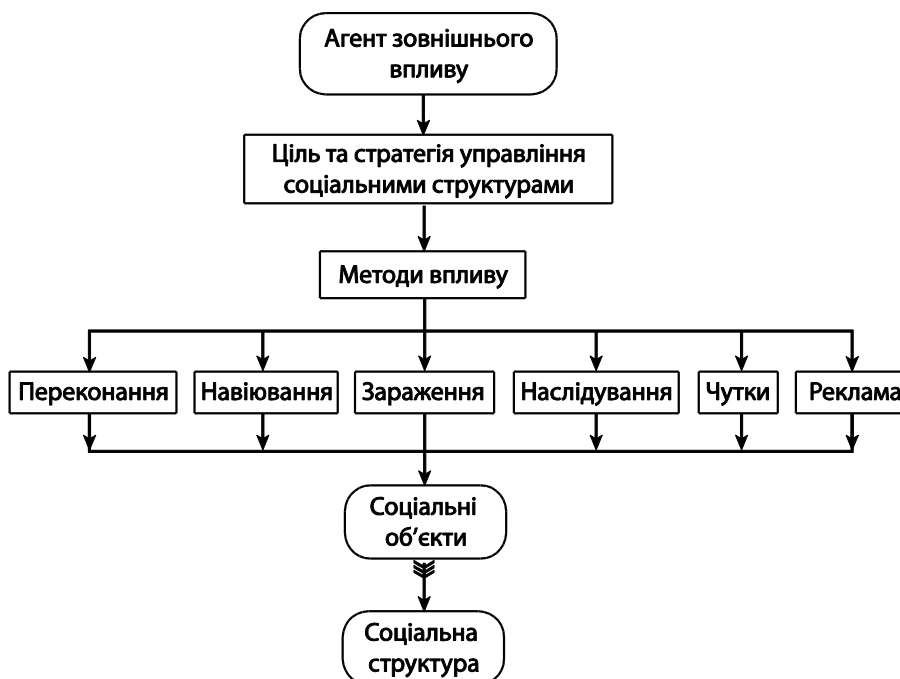 Агент зовнішнього
впливу
Ціль та стратегія управління
соціальними структурами
Методи впливу
Переконання
Навіювання
Зараження
Наслідування
Чутки
Реклама
Соціальні
об’єкти
Соціальна
структура